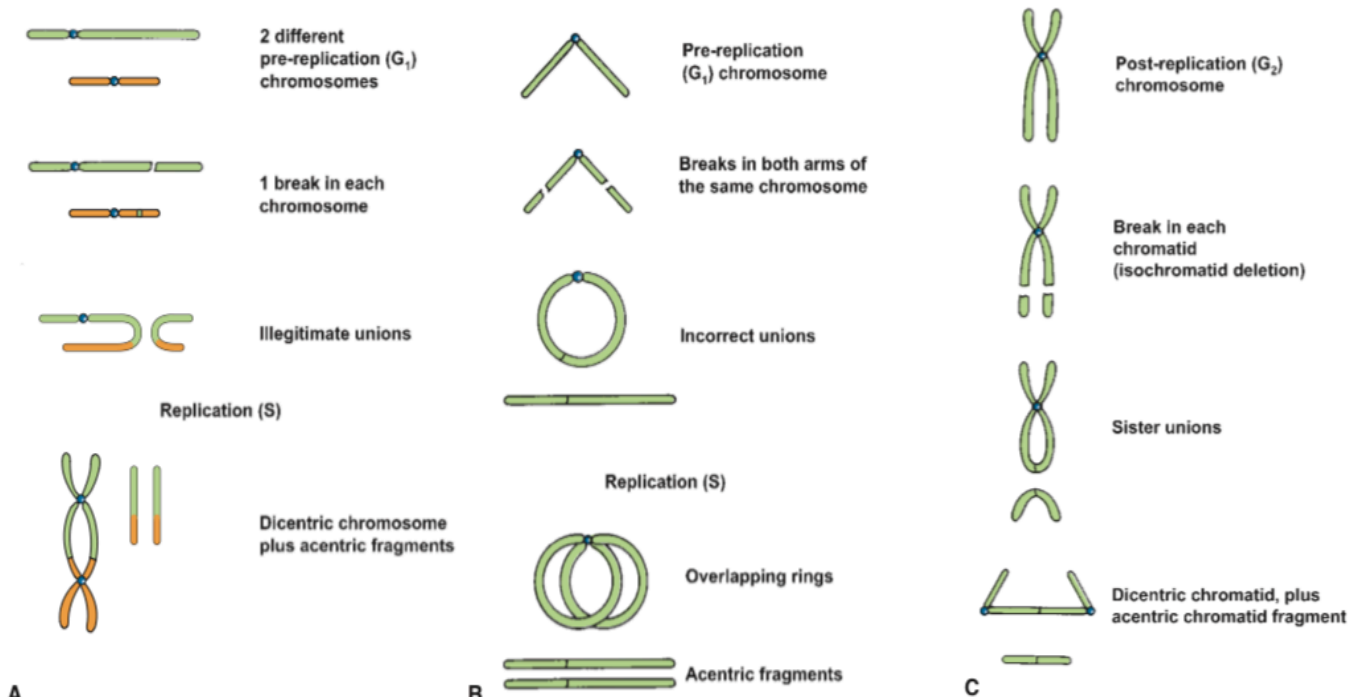 2 different
pre-replication (G₁)
chromosomes
1 break in each
chromosome
Illegitimate unions
Replication (S)
Dicentric chromosome
plus acentric fragments
A
Pre-replication
(G₁) chromosome
Breaks in both arms of
the same chromosome
Incorrect unions
Replication (S)
Overlapping rings
Acentric fragments
B
Post-replication (G₂)
chromosome
Break in each
chromatid
(isochromatid deletion)
Sister unions
Dicentric chromatid, plus
acentric chromatid fragment
C